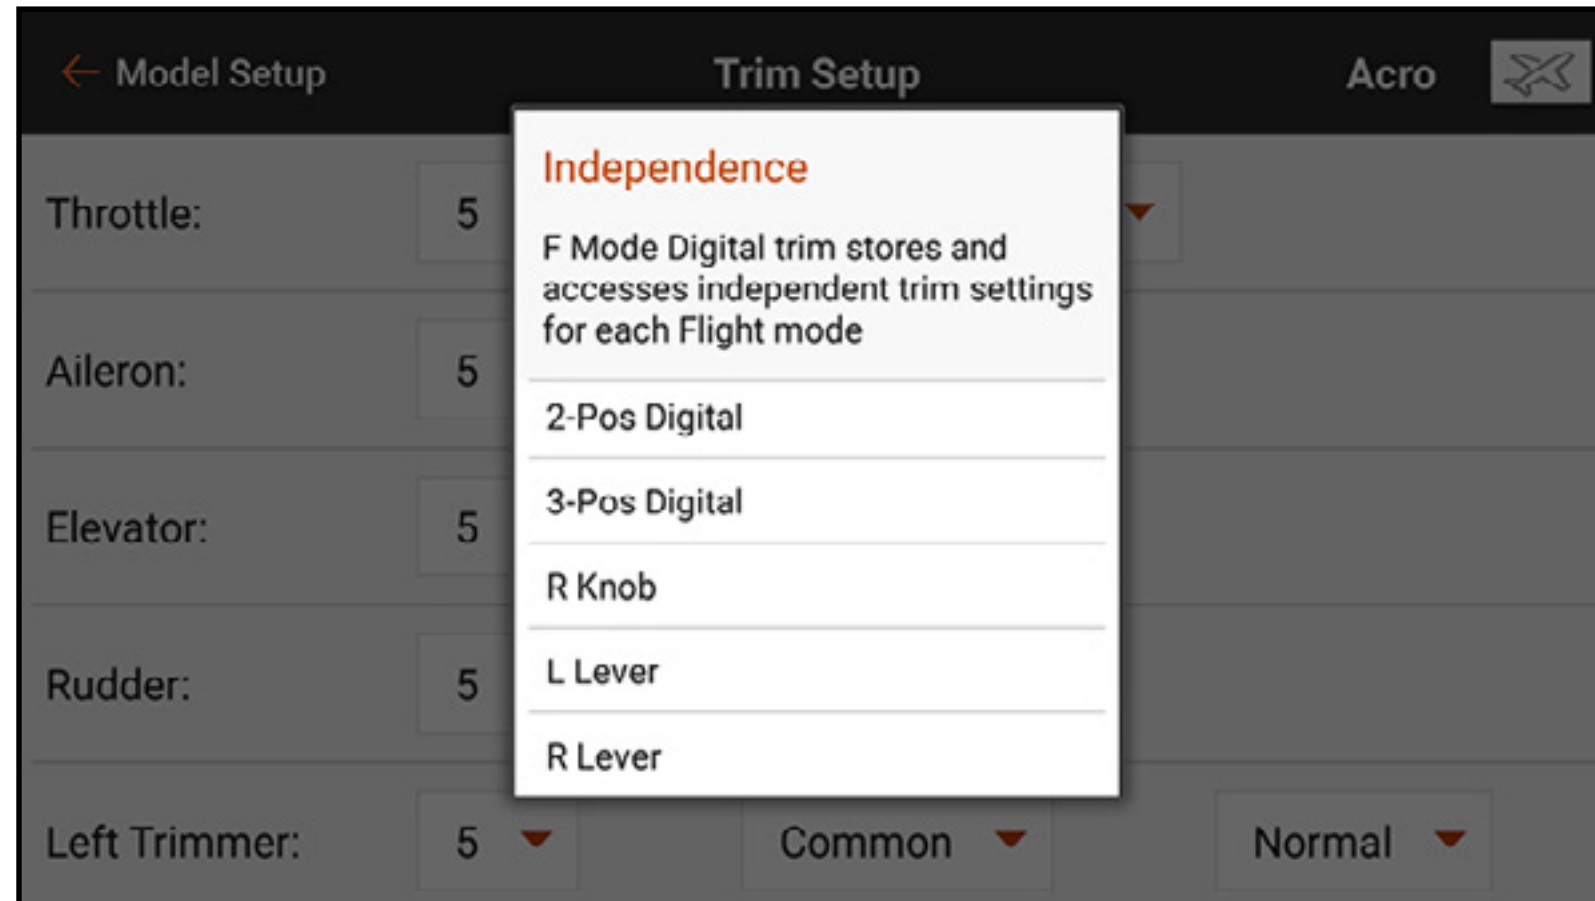 Model Setup
Trim Setup
Acro
Independence
F Mode Digital trim stores and
accesses independent trim settings
for each Flight mode
2-Pos Digital
3-Pos Digital
R Knob
L Lever
R Lever
Throttle: 5
Aileron: 5
Elevator: 5
Rudder: 5
Left Trimmer: 5 Common Normal